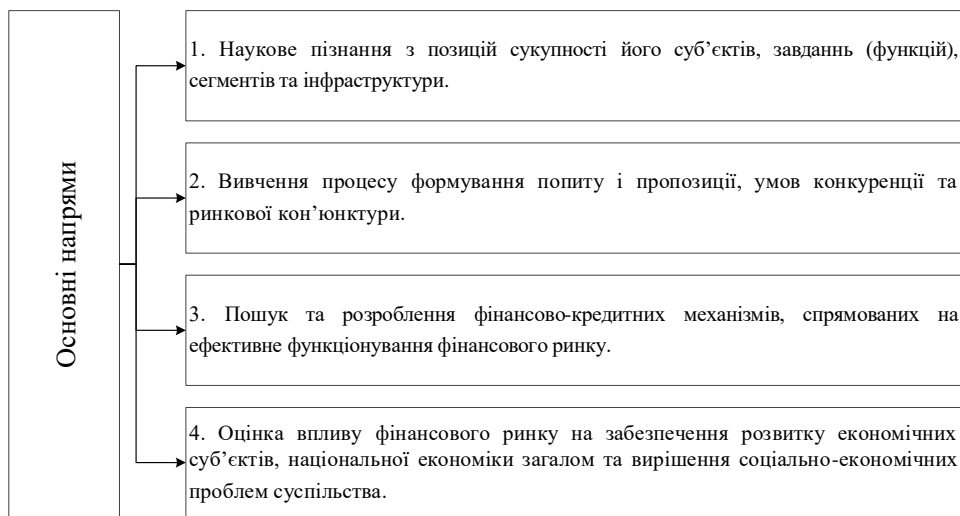 Основні напрями
1. Наукове пізнання з позицій сукупності його суб’єктів, завданнь (функцій),
сегментів та інфраструктури.
2. Вивчення процесу формування попиту і пропозиції, умов конкуренції та
ринкової кон’юнктури.
3. Пошук та розроблення фінансово-кредитних механізмів, спрямованих на
ефективне функціонування фінансового ринку.
4. Оцінка впливу фінансового ринку на забезпечення розвитку економічних
суб’єктів, національної економіки загалом та вирішення соціально-економічних
проблем суспільства.